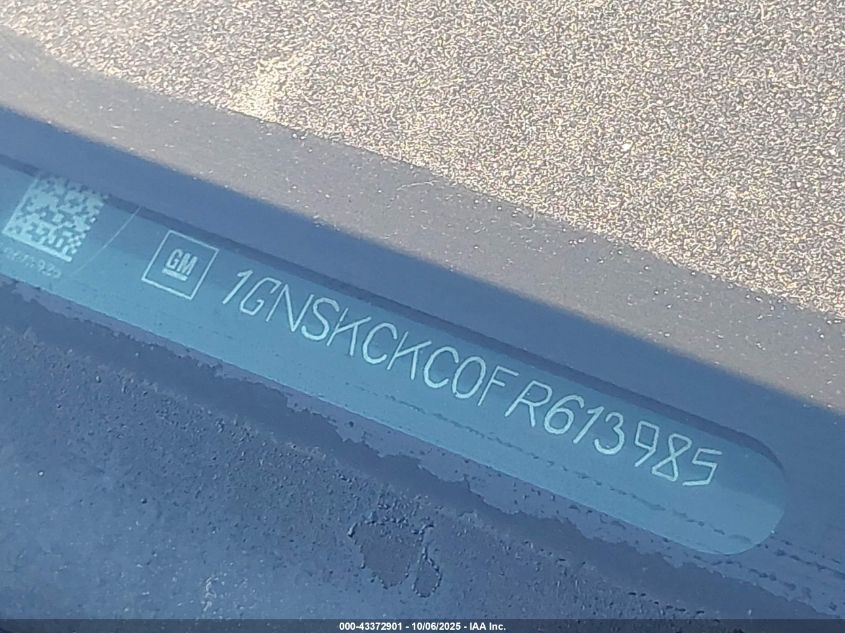 GM 1GNSKCKC0FR613985
000-43372901 - 10/06/2025 - IAA Inc.